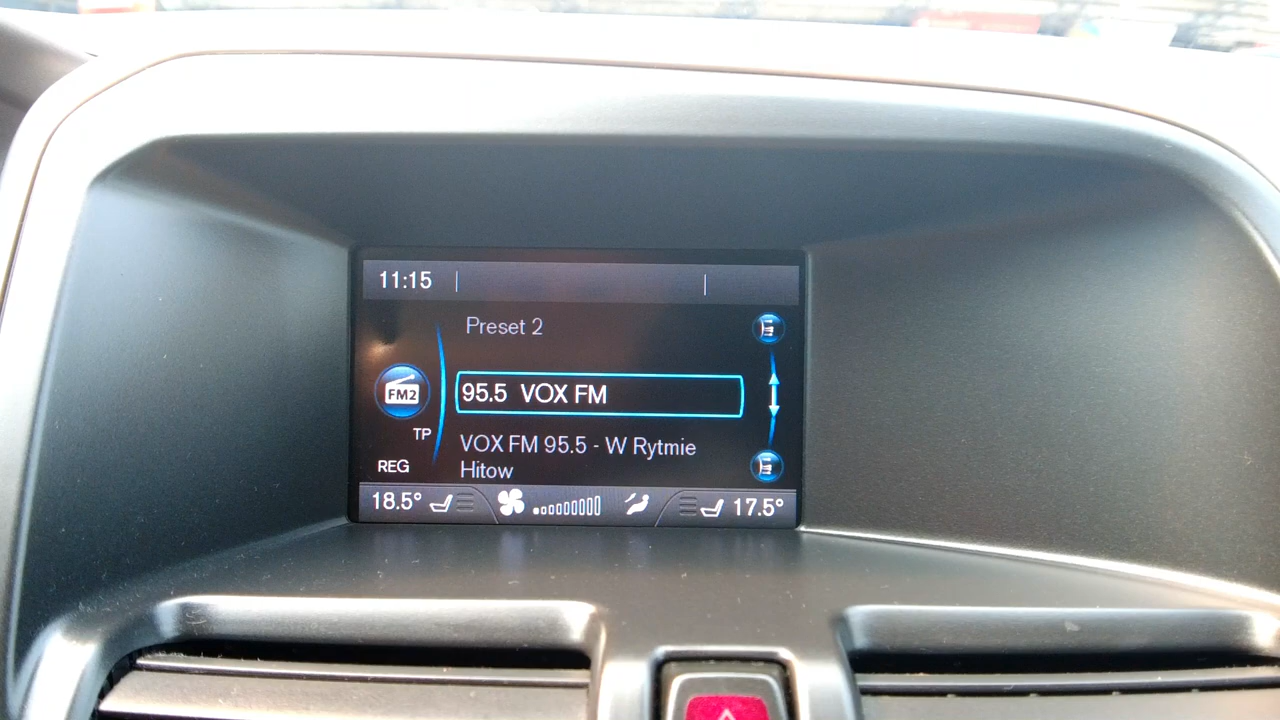 11:15
Preset 2
FM2
95.5 VOX FM
TP
VOX FM 95.5 - W Rytmie
Hitow
REG
18.5°
17.5°